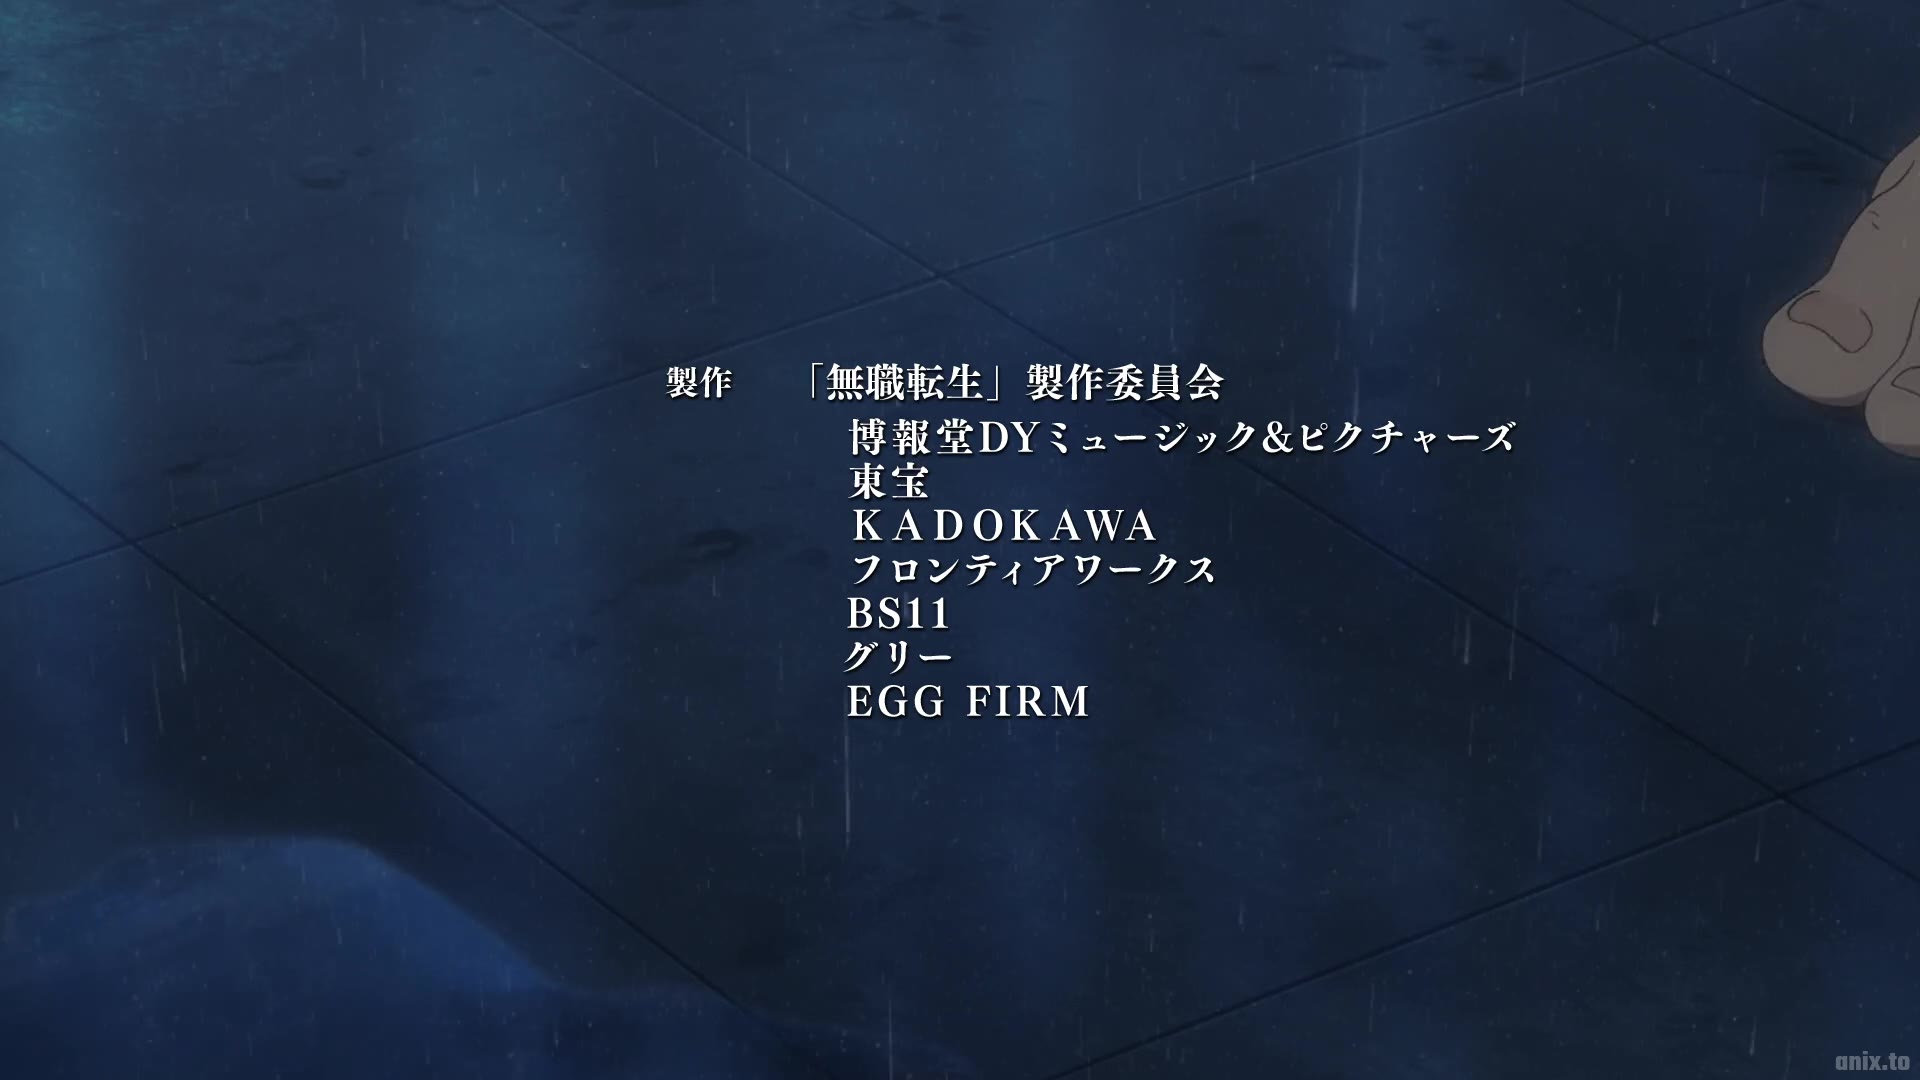 製作 「無職転生」製作委員会
博報堂DYミュージック&ピクチャーズ
東宝
KADOKAWA
フロンティアワークス
BS11
グリー
EGG FIRM
anix.to